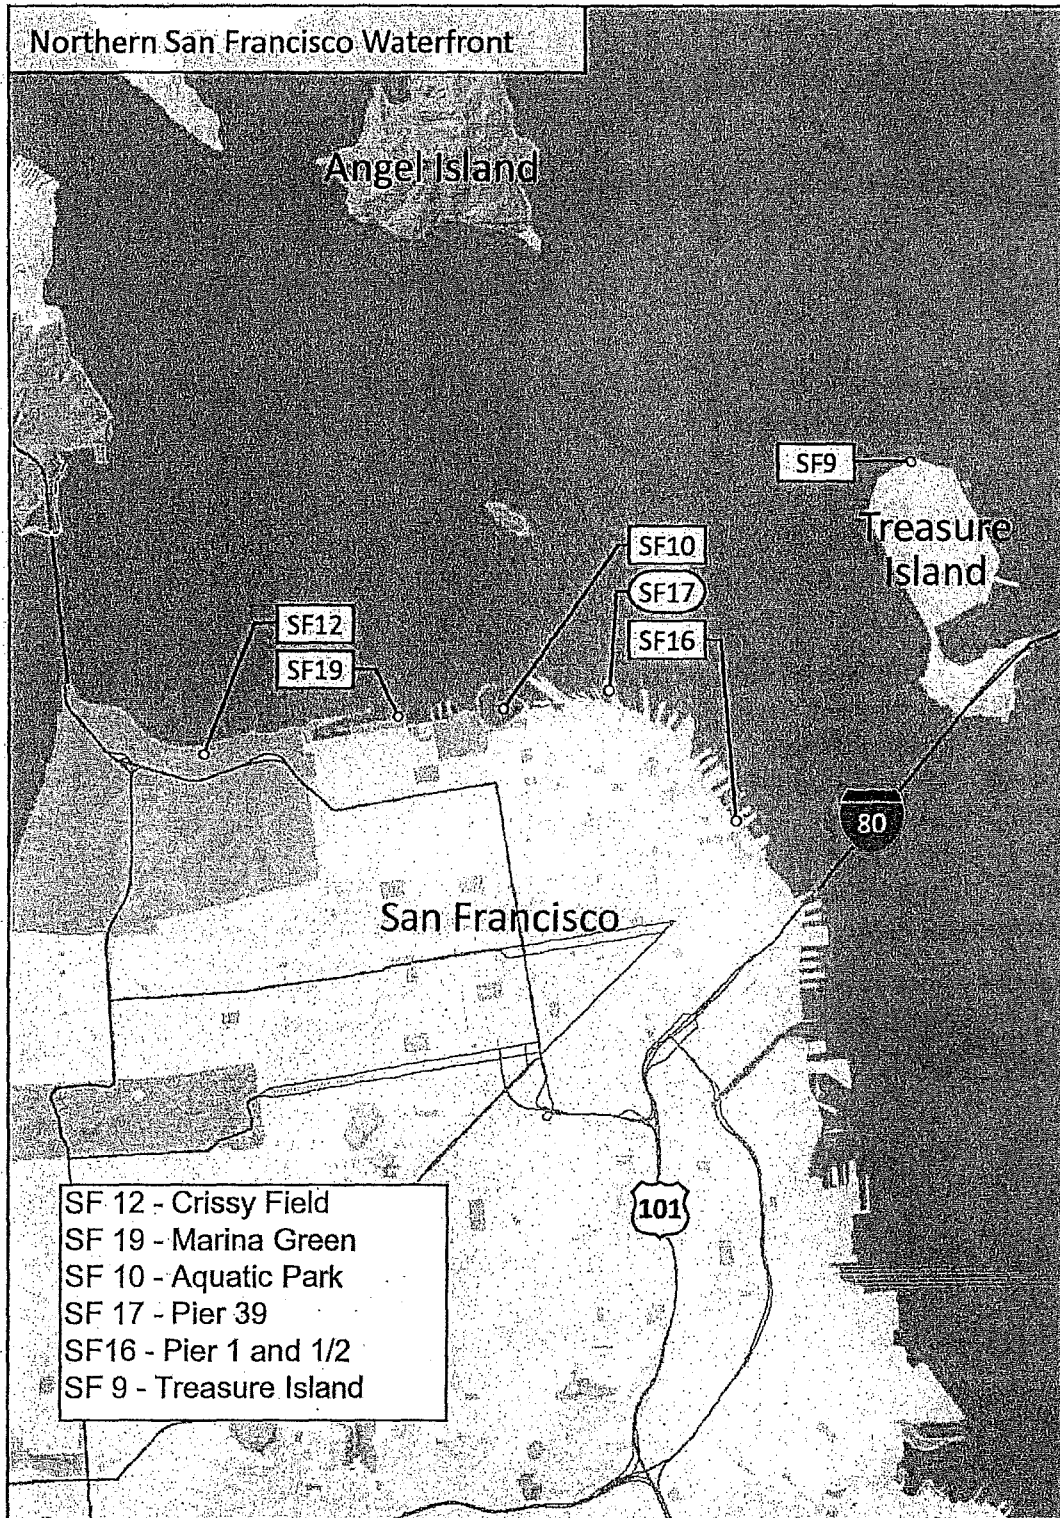 Northern San Francisco Waterfront
Angel Island
SF9
Treasure
Island
SF10
SF17
SF12
SF16
SF19
80
San Francisco
101
SF 12 - Crissy Field
SF 19 - Marina Green
SF 10 - Aquatic Park
SF 17 - Pier 39
SF16 - Pier 1 and 1/2
SF 9 - Treasure Island